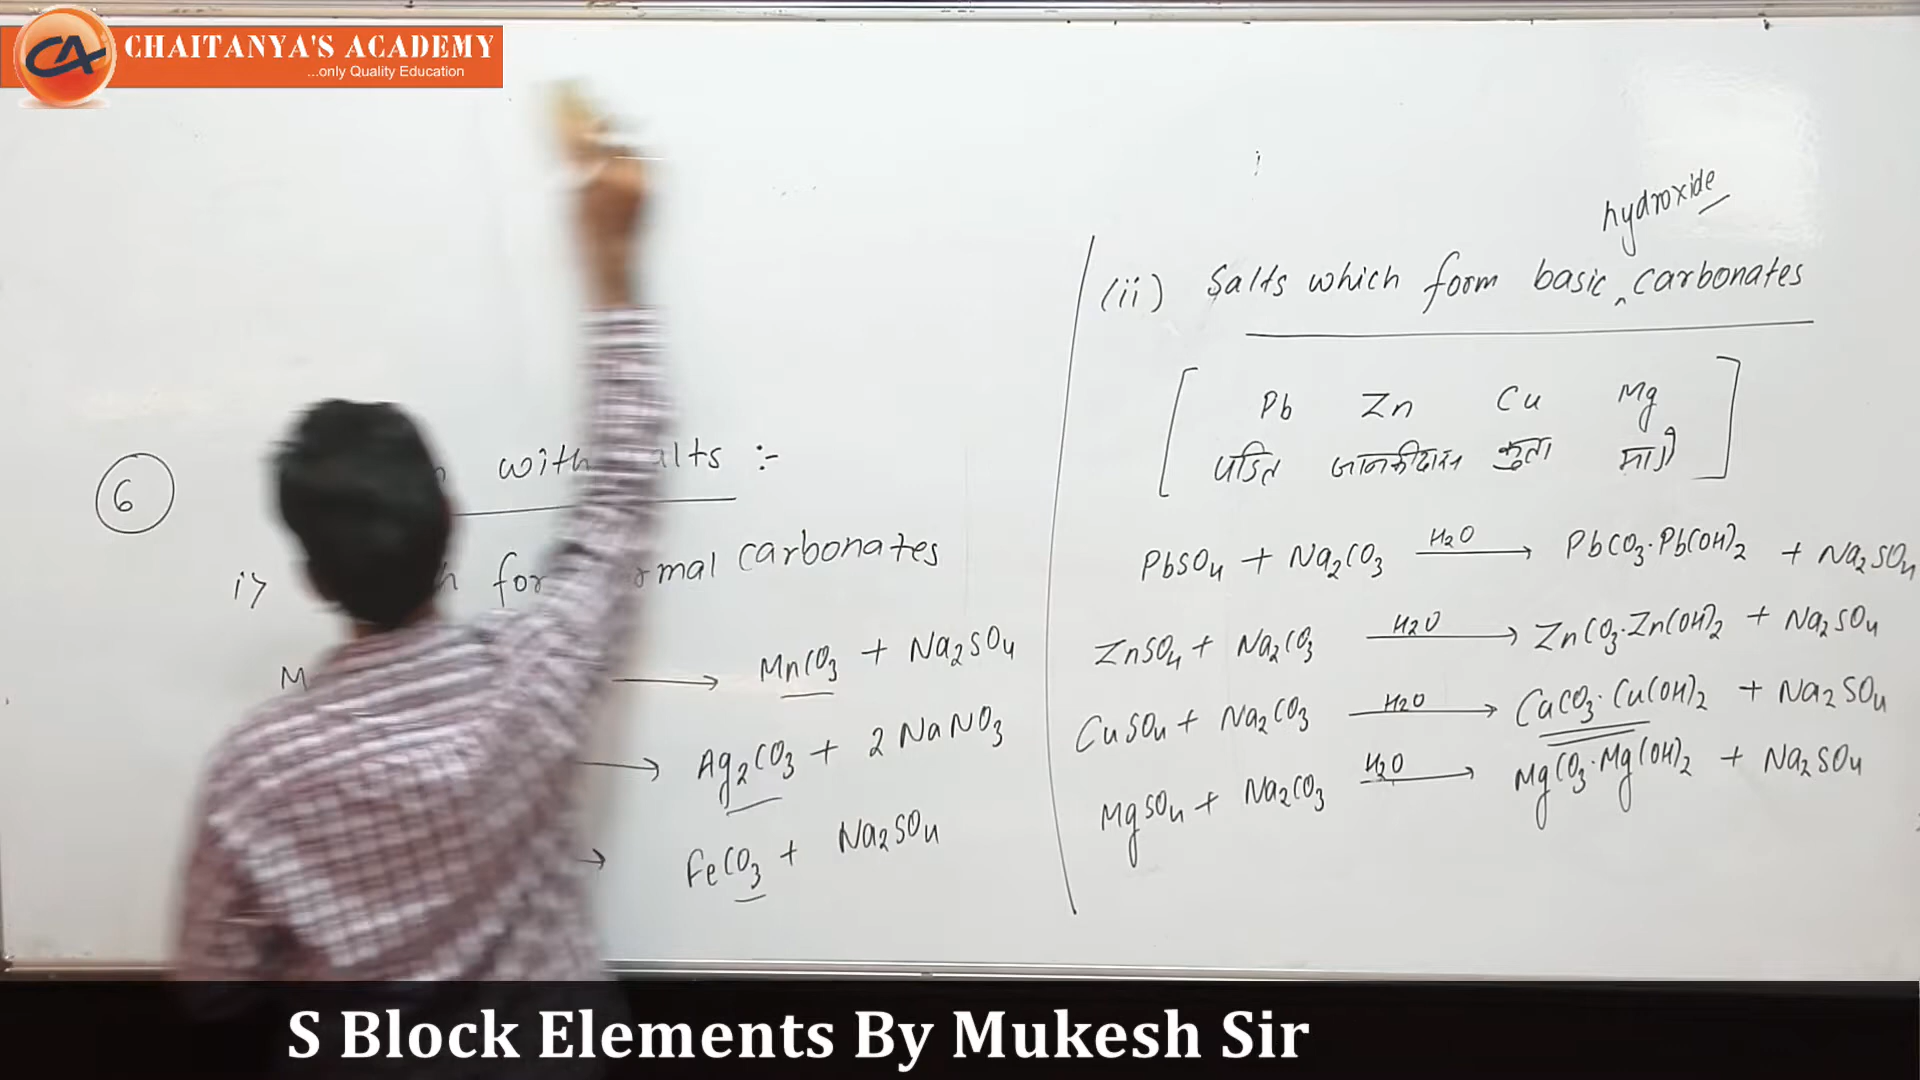 CHAITANYA'S ACADEMY
...only Quality Education
6
with salts :-
i> for normal carbonates
M → MnCO3 + Na2SO4
→ Ag2CO3 + 2 NaNO3
→ FeCO3 + Na2SO4
hydroxide
(ii) Salts which form basic ^ carbonates
[ Pb Zn Cu Mg ]
पंडित जानकीदास कुत्ता
PbSO4 + Na2CO3 H2O → PbCO3·Pb(OH)2 + Na2SO4
ZnSO4 + Na2CO3 H2O → ZnCO3·Zn(OH)2 + Na2SO4
CuSO4 + Na2CO3 H2O → CaCO3·Cu(OH)2 + Na2SO4
MgSO4 + Na2CO3 H2O → MgCO3·Mg(OH)2 + Na2SO4
S Block Elements By Mukesh Sir